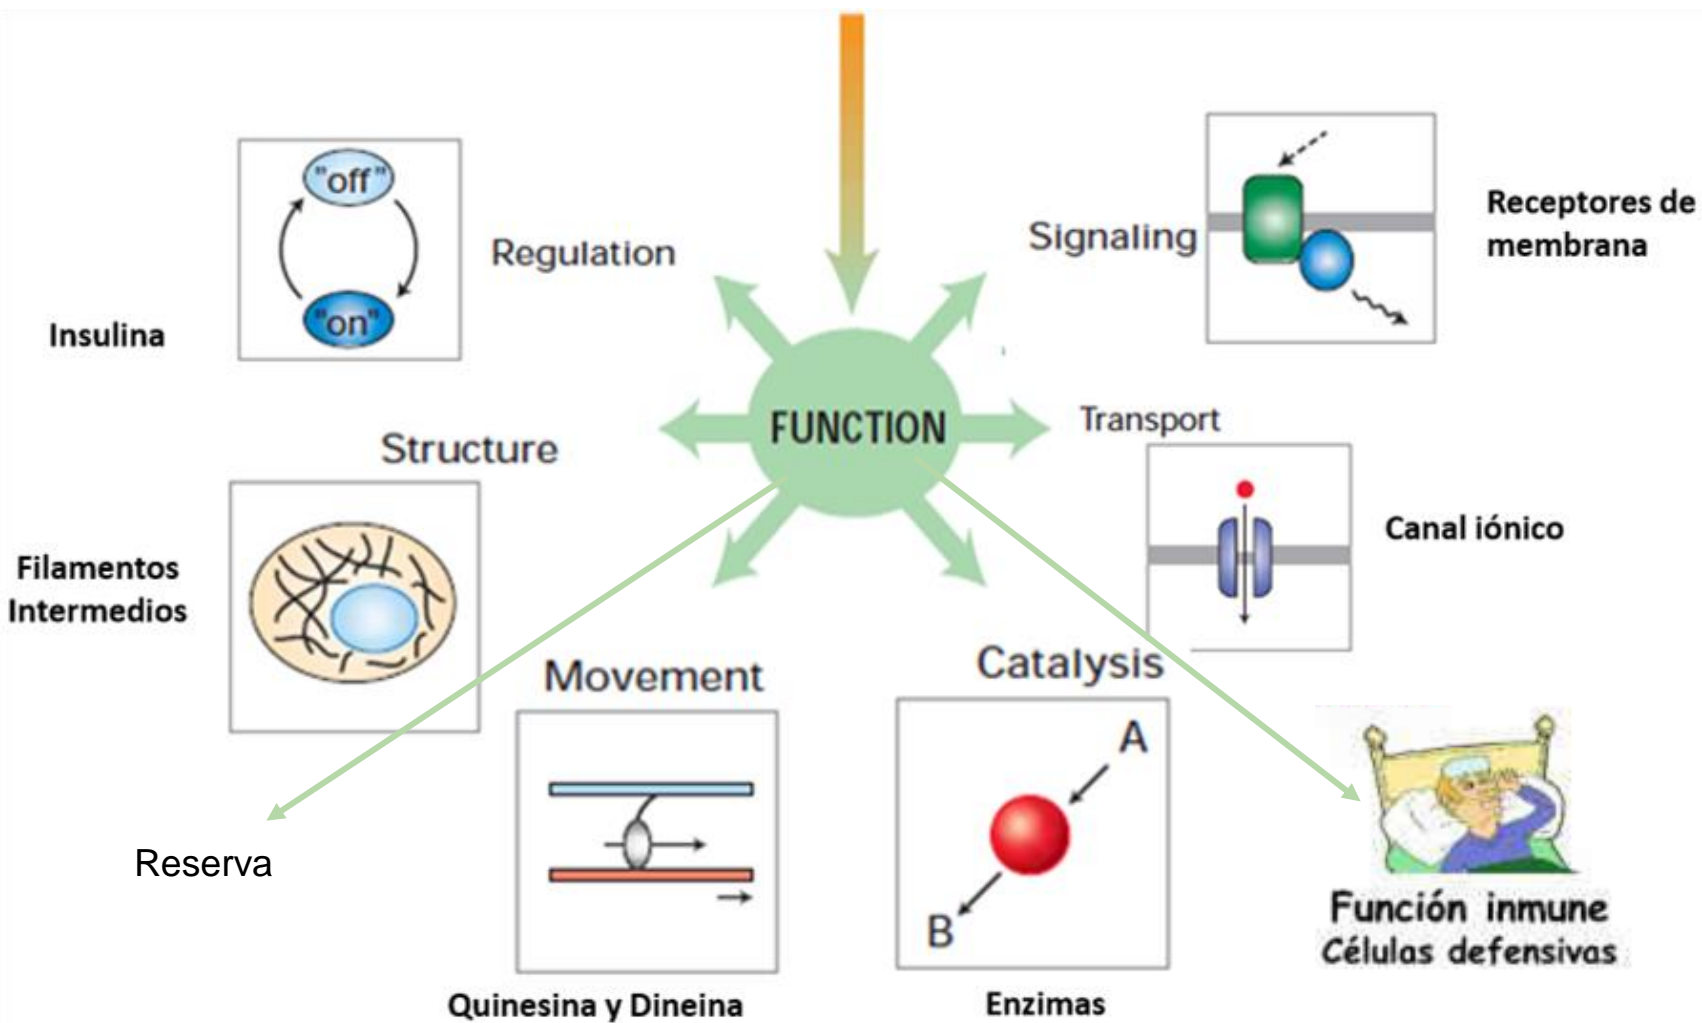 "off"
"on"
Regulation
Insulina
Signaling
Receptores de
membrana
FUNCTION
Structure
Filamentos
Intermedios
Transport
Canal iónico
Movement
Quinesina y Dineina
Catalysis
A
B
Enzimas
Reserva
Función inmune
Células defensivas